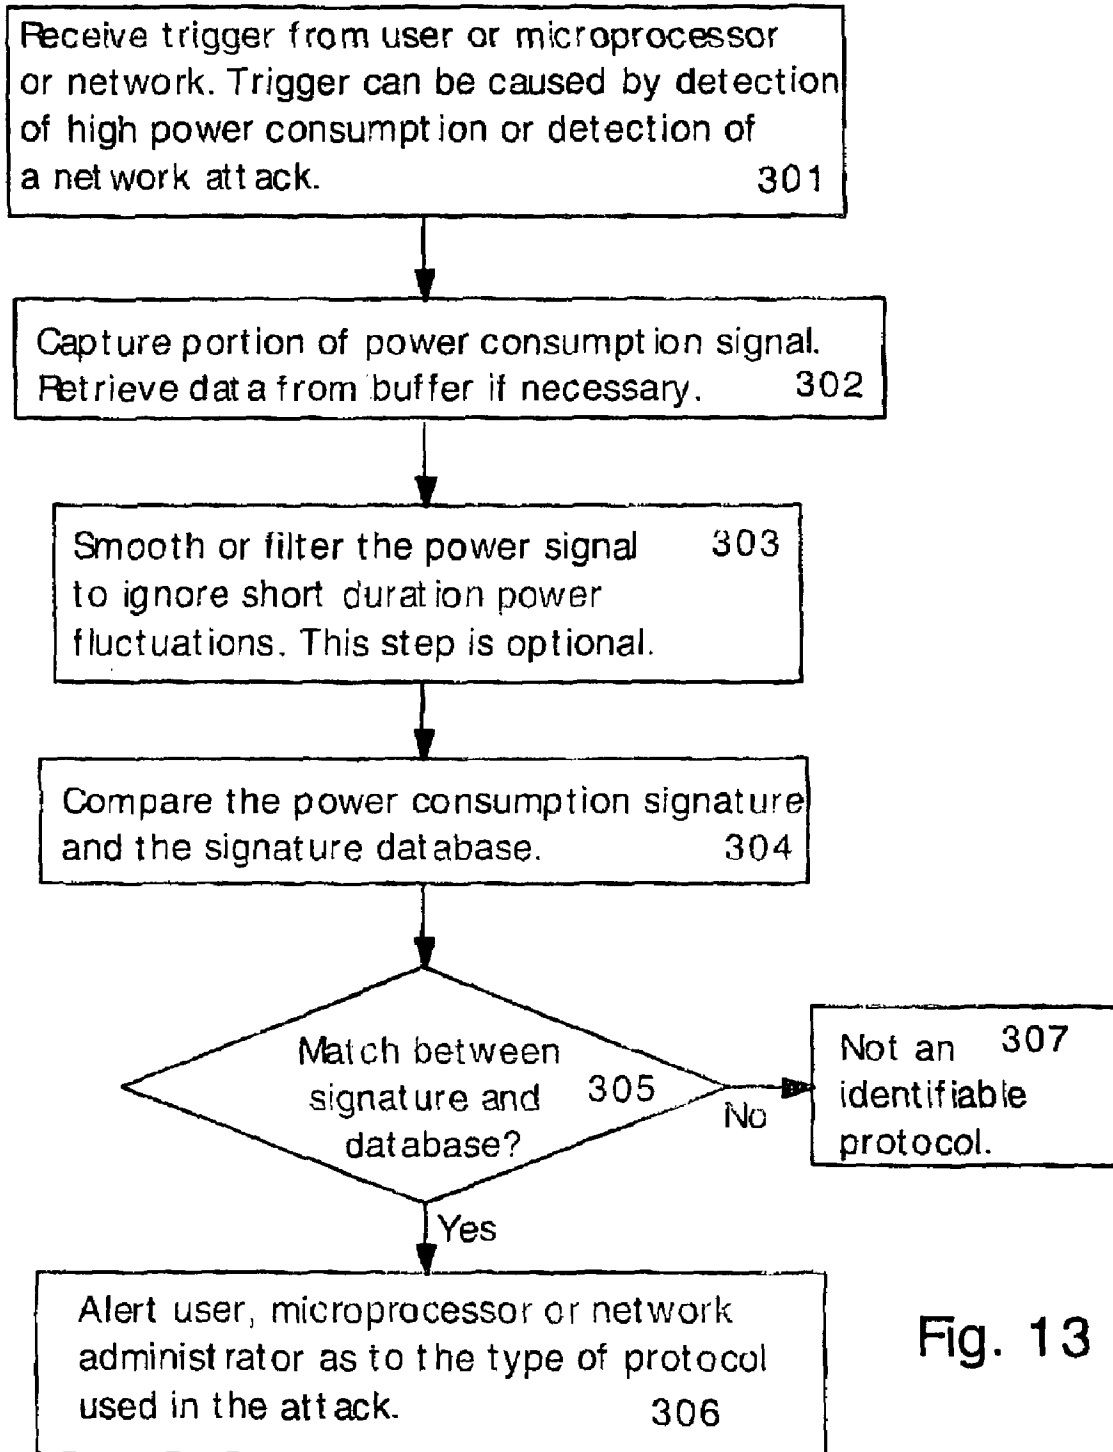 Receive trigger from user or microprocessor
or network. Trigger can be caused by detection
of high power consumption or detection of
a network attack. 301
Capture portion of power consumption signal.
Retrieve data from buffer if necessary. 302
Smooth or filter the power signal 303
to ignore short duration power
fluctuations. This step is optional.
Compare the power consumption signature
and the signature database. 304
Match between
signature and 305
database?
No
Not an 307
identifiable
protocol.
Yes
Alert user, microprocessor or network
administrator as to the type of protocol
used in the attack. 306
Fig. 13